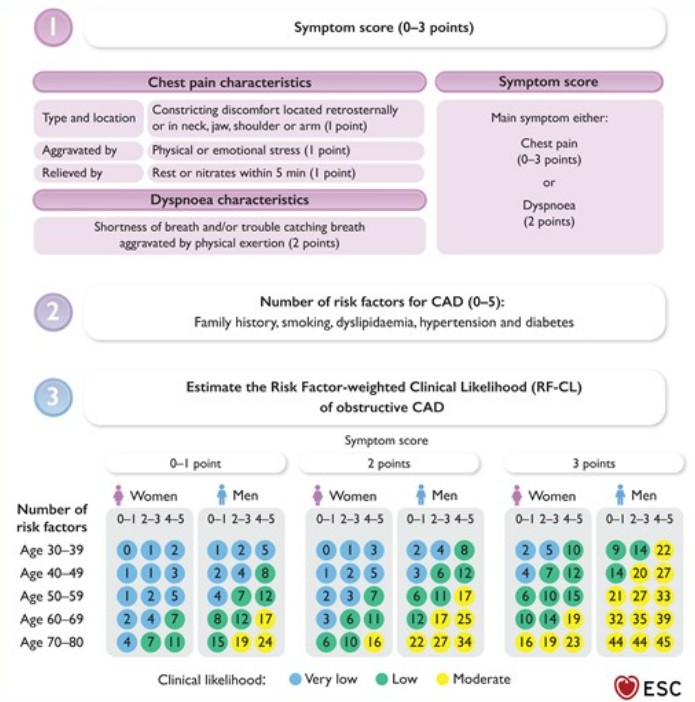 1
Symptom score (0–3 points)
Chest pain characteristics
Type and location
Constricting discomfort located retrosternally
or in neck, jaw, shoulder or arm (1 point)
Aggravated by
Physical or emotional stress (1 point)
Relieved by
Rest or nitrates within 5 min (1 point)
Dyspnoea characteristics
Shortness of breath and/or trouble catching breath
aggravated by physical exertion (2 points)
Symptom score
Main symptom either:
Chest pain
(0–3 points)
or
Dyspnoea
(2 points)
2
Number of risk factors for CAD (0–5):
Family history, smoking, dyslipidaemia, hypertension and diabetes
3
Estimate the Risk Factor-weighted Clinical Likelihood (RF-CL)
of obstructive CAD
Symptom score
0–1 point 2 points 3 points
Women Men Women Men Women Men
Number of
risk factors
0–1 2–3 4–5 0–1 2–3 4–5 0–1 2–3 4–5 0–1 2–3 4–5 0–1 2–3 4–5 0–1 2–3 4–5
Age 30–39 0 1 2 1 2 5 0 1 3 2 4 8 2 5 10 9 14 22
Age 40–49 1 1 3 2 4 8 1 2 5 3 6 12 4 7 12 14 20 27
Age 50–59 1 2 5 4 7 12 2 3 7 6 11 17 6 10 15 21 27 33
Age 60–69 2 4 7 8 12 17 3 6 11 12 17 25 10 14 19 32 35 39
Age 70–80 4 7 11 15 19 24 6 10 16 22 27 34 16 19 23 44 44 45
Clinical likelihood: Very low Low Moderate
ESC